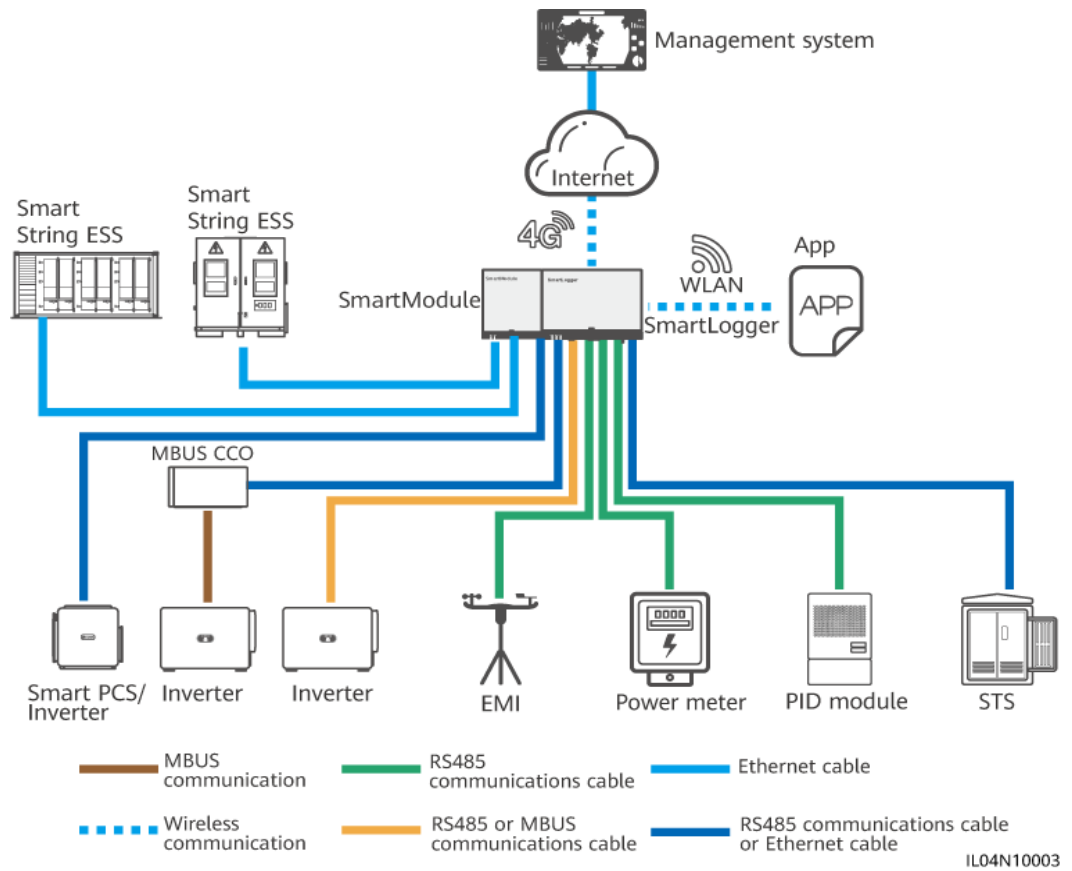 Management system
Internet
4G
Smart
String ESS
Smart
String ESS
SmartModule
SmartModule
SmartLogger
WLAN
SmartLogger
App
APP
MBUS CCO
Smart PCS/
Inverter
Inverter
Inverter
EMI
Power meter
PID module
STS
MBUS
communication
RS485
communications cable
Ethernet cable
Wireless
communication
RS485 or MBUS
communications cable
RS485 communications cable
or Ethernet cable
IL04N10003